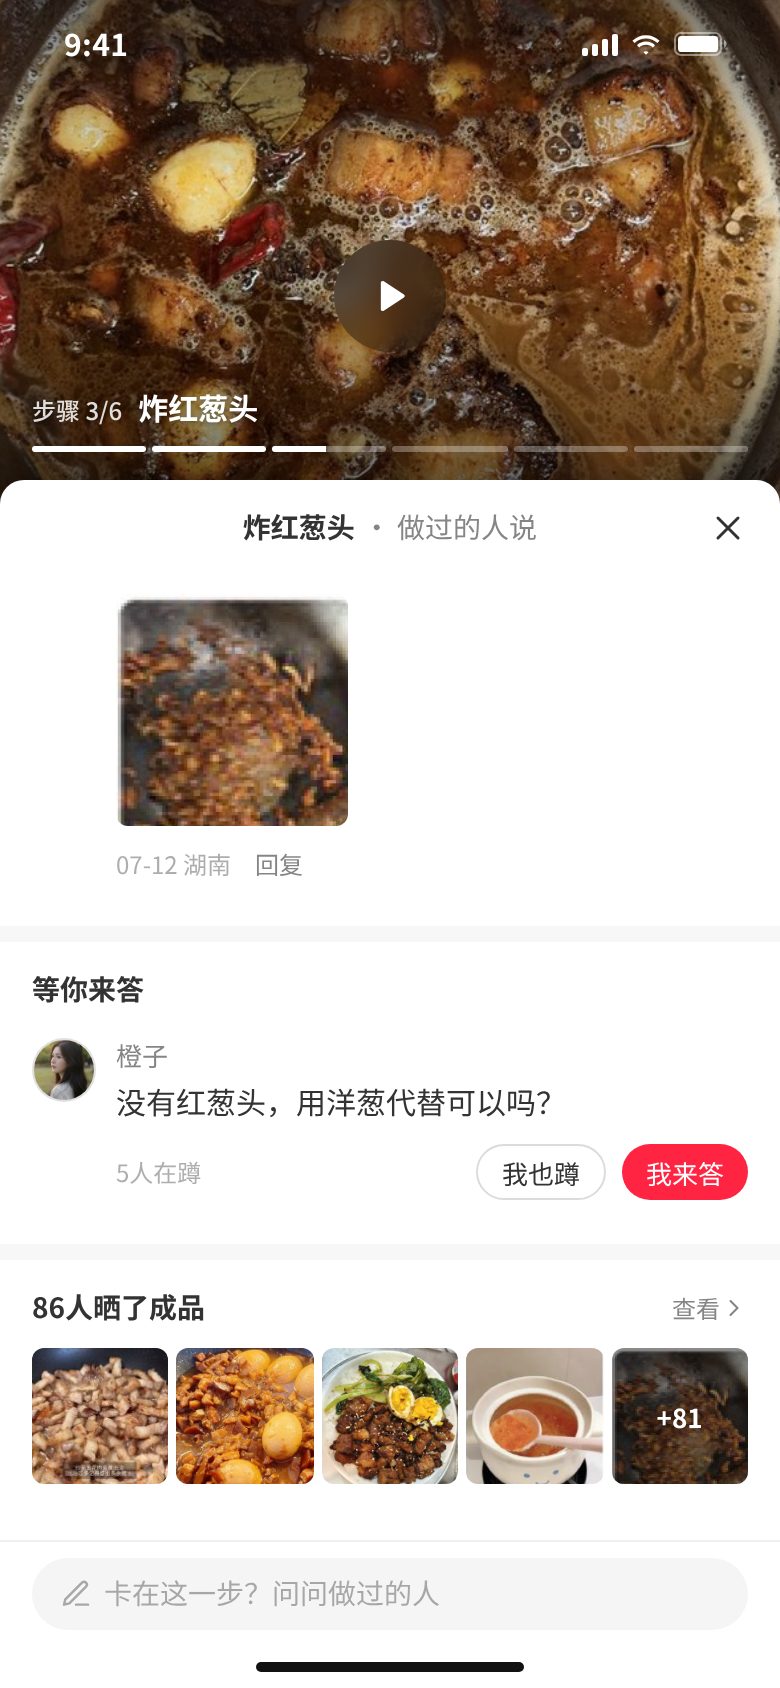 9:41
步骤 3/6 炸红葱头
炸红葱头 · 做过的人说
07-12 湖南 回复
等你来答
橙子
没有红葱头，用洋葱代替可以吗？
5人在蹲 我也蹲 我来答
86人晒了成品 查看
+81
卡在这一步？问问做过的人